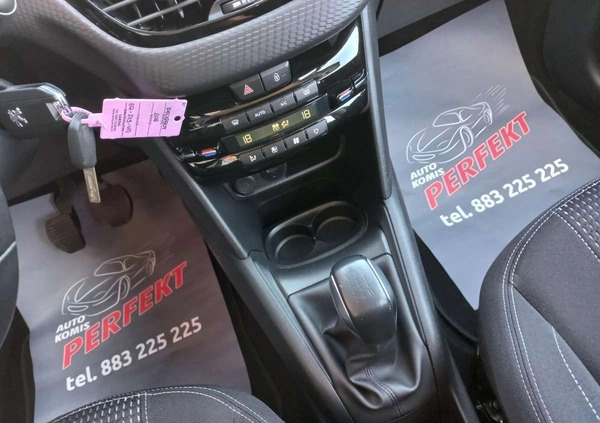 AUTO
A/C
18
18
AUTO
KOMIS
PERFEKT
tel. 883 225 225
AUTO
KOMIS
PERFEKT
tel. 883 225 225